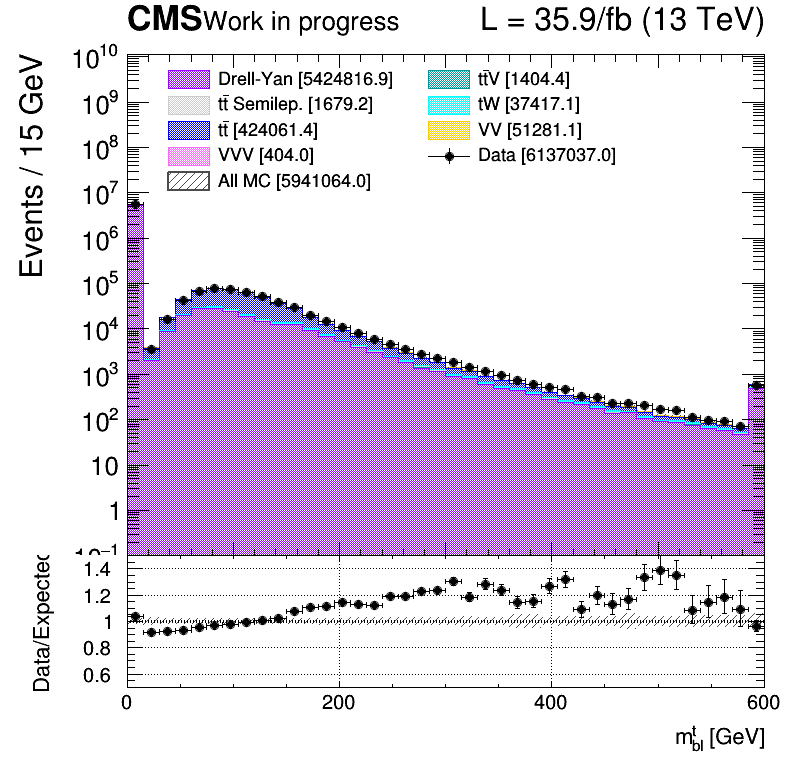 CMS Work in progress L = 35.9/fb (13 TeV)
Events / 15 GeV
10^10
10^9
10^8
10^7
10^6
10^5
10^4
10^3
10^2
10
1
10^−1
Drell-Yan [5424816.9]
tt̄ Semilep. [1679.2]
tt̄ [424061.4]
VVV [404.0]
All MC [5941064.0]
tt̄V [1404.4]
tW [37417.1]
VV [51281.1]
Data [6137037.0]
Data/Expected
1.4
1.2
1
0.8
0.6
0 200 400 600
m^t_bl [GeV]